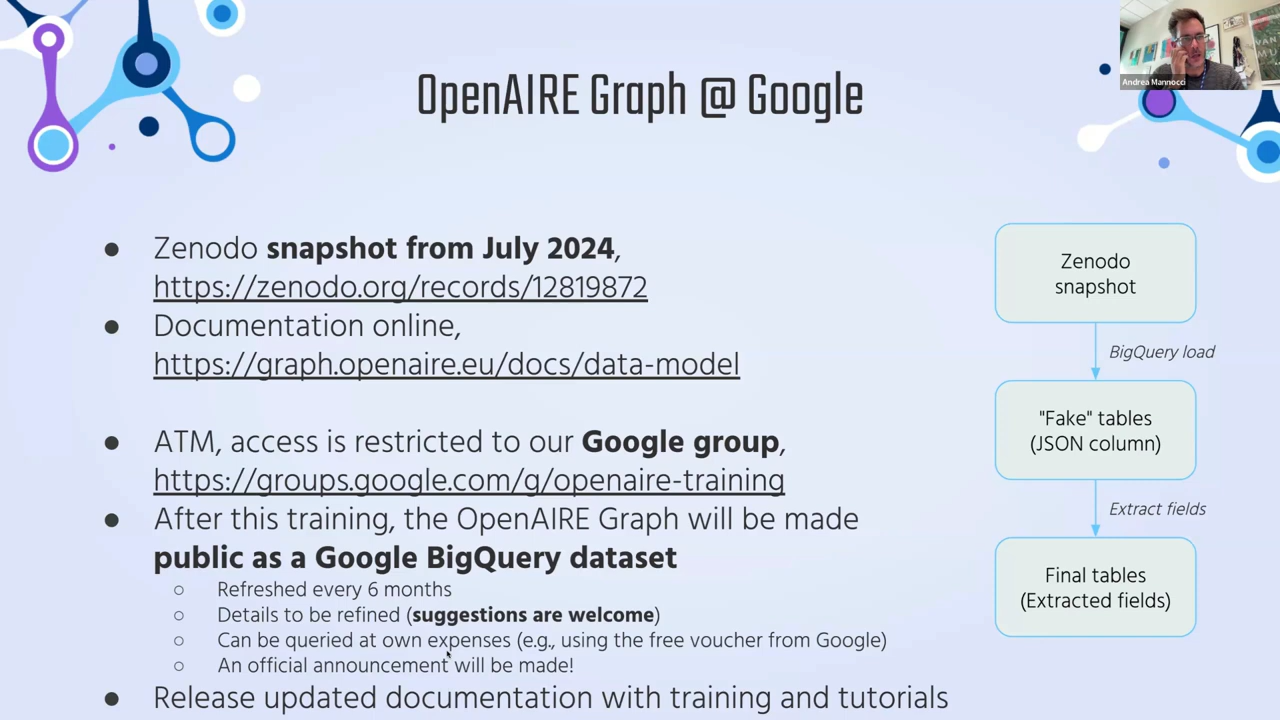 Andrea Mannocci
OpenAIRE Graph @ Google
● Zenodo snapshot from July 2024,
https://zenodo.org/records/12819872
● Documentation online,
https://graph.openaire.eu/docs/data-model
● ATM, access is restricted to our Google group,
https://groups.google.com/g/openaire-training
● After this training, the OpenAIRE Graph will be made
public as a Google BigQuery dataset
○ Refreshed every 6 months
○ Details to be refined (suggestions are welcome)
○ Can be queried at own expenses (e.g., using the free voucher from Google)
○ An official announcement will be made!
● Release updated documentation with training and tutorials
Zenodo
snapshot
BigQuery load
"Fake" tables
(JSON column)
Extract fields
Final tables
(Extracted fields)